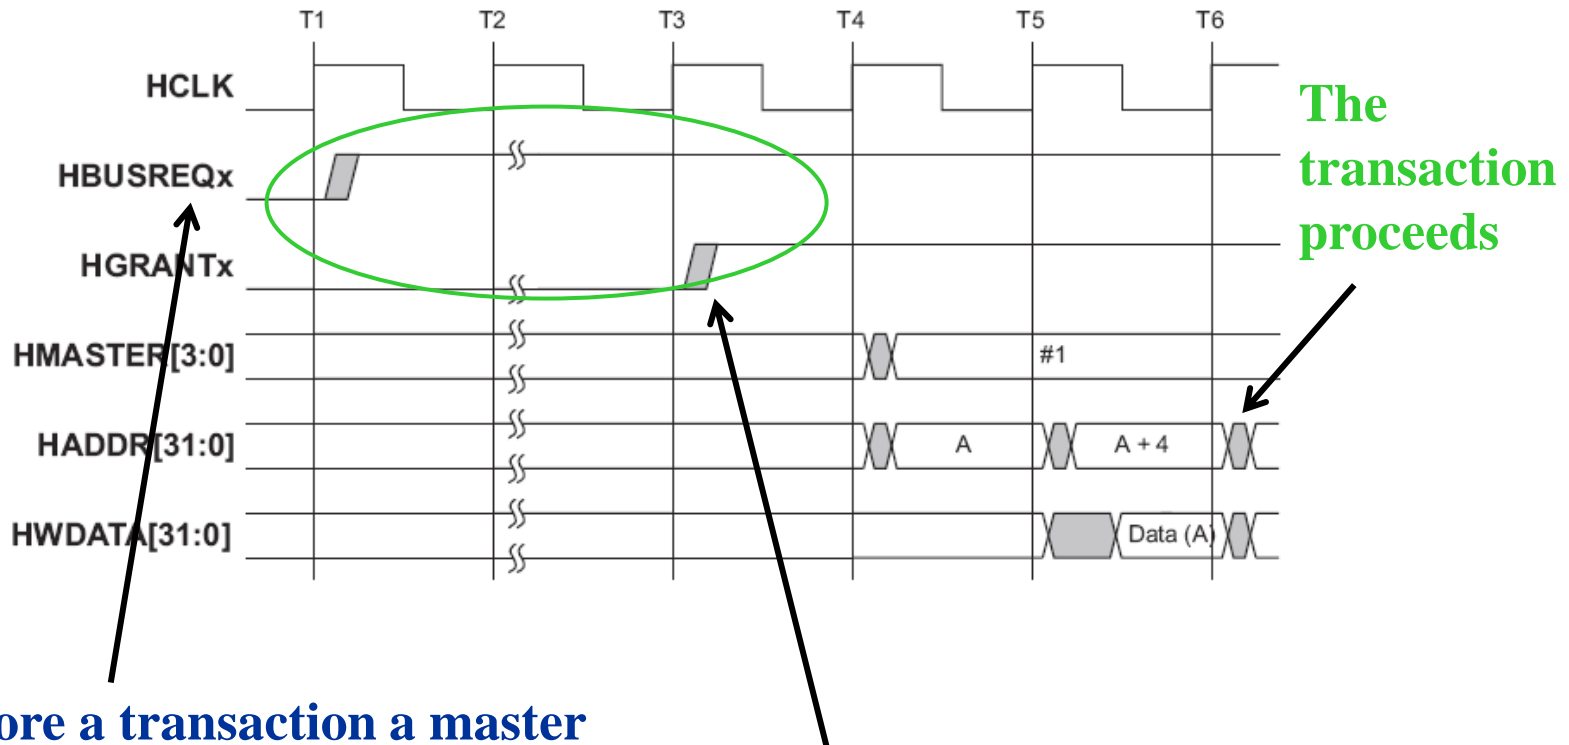 T1 T2 T3 T4 T5 T6
HCLK
HBUSREQx
HGRANTx
HMASTER[3:0] #1
HADDR[31:0] A A + 4
HWDATA[31:0] Data (A)
The
transaction
proceeds
ore a transaction a master